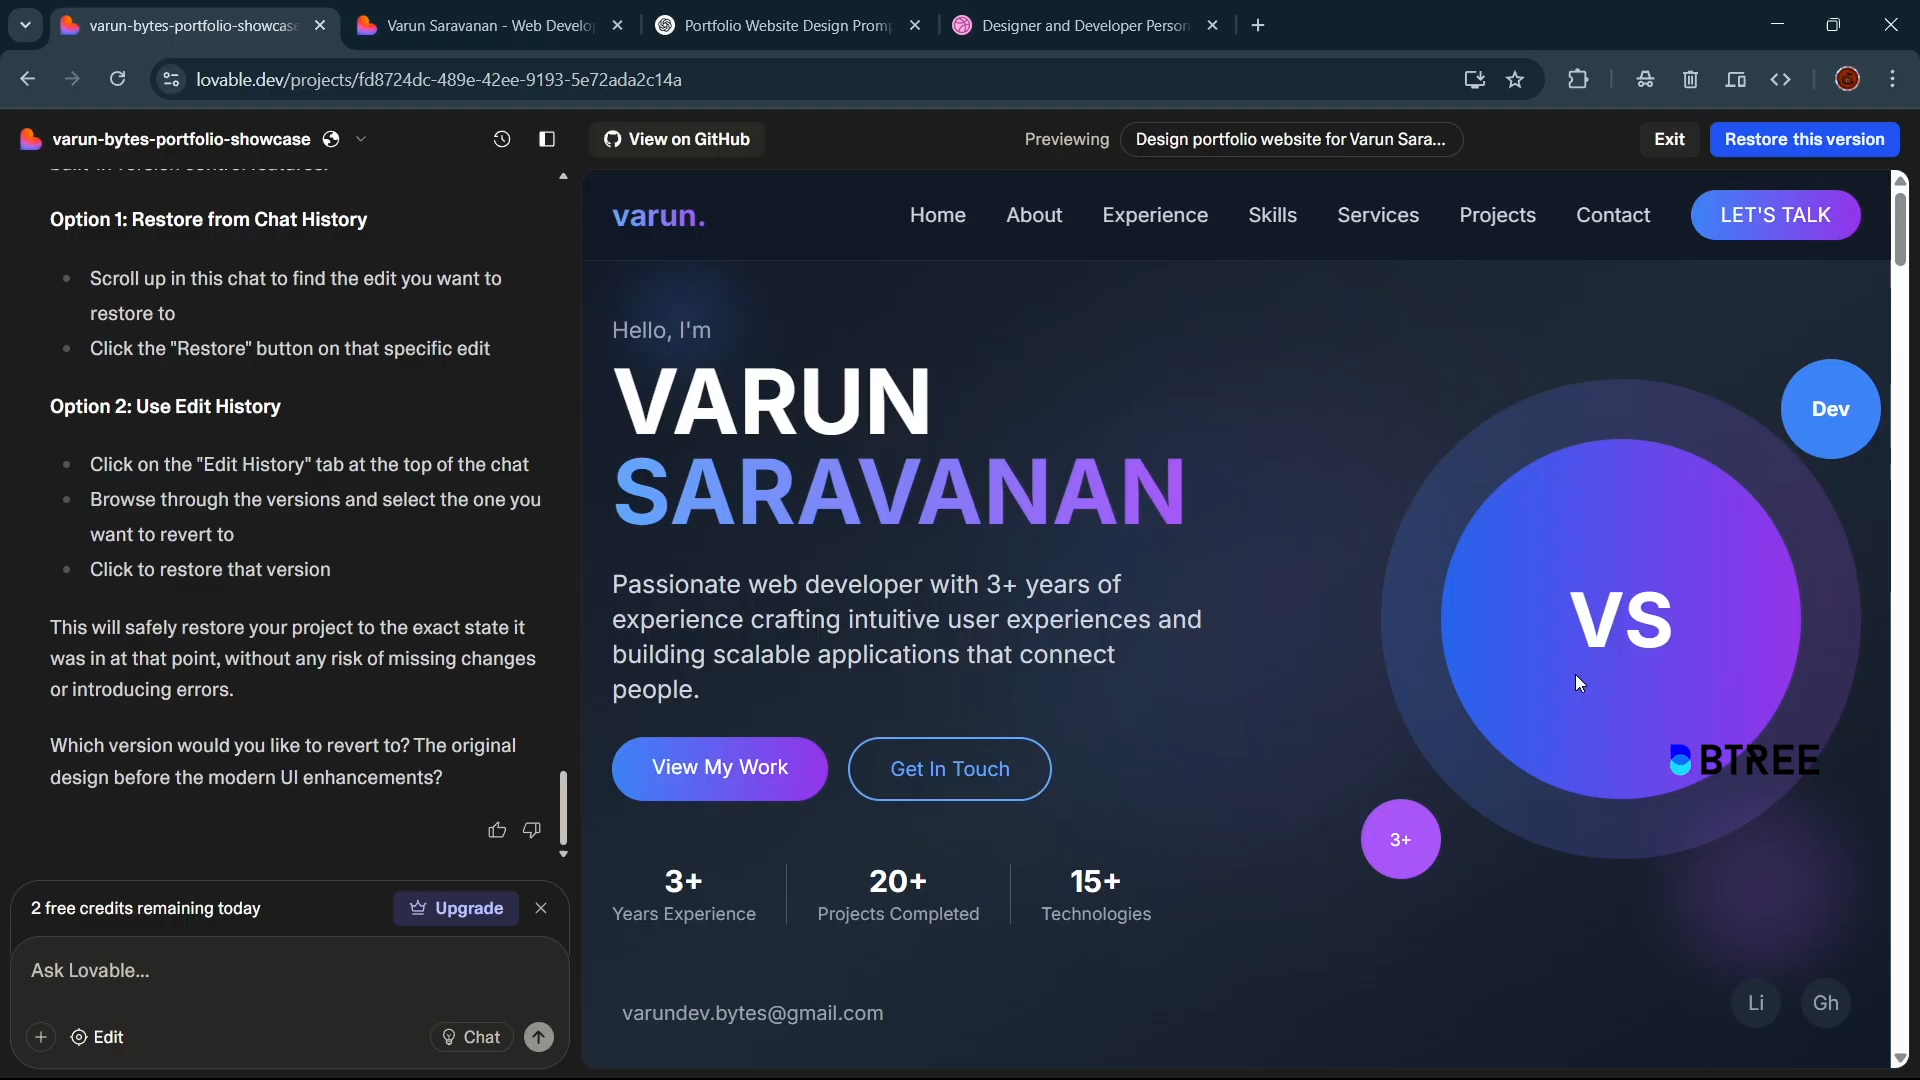 varun-bytes-portfolio-showcase
Varun Saravanan - Web Develo
Portfolio Website Design Promp
Designer and Developer Person
lovable.dev/projects/fd8724dc-489e-42ee-9193-5e72ada2c14a
varun-bytes-portfolio-showcase
View on GitHub
Previewing
Design portfolio website for Varun Sara...
Exit
Restore this version
built-in version control features.
Option 1: Restore from Chat History
Scroll up in this chat to find the edit you want to
restore to
Click the "Restore" button on that specific edit
Option 2: Use Edit History
Click on the "Edit History" tab at the top of the chat
Browse through the versions and select the one you
want to revert to
Click to restore that version
This will safely restore your project to the exact state it
was in at that point, without any risk of missing changes
or introducing errors.
Which version would you like to revert to? The original
design before the modern UI enhancements?
2 free credits remaining today
Upgrade
Ask Lovable...
Edit
Chat
varun.
Home
About
Experience
Skills
Services
Projects
Contact
LET'S TALK
Hello, I'm
VARUN
SARAVANAN
Passionate web developer with 3+ years of
experience crafting intuitive user experiences and
building scalable applications that connect
people.
View My Work
Get In Touch
3+
Years Experience
20+
Projects Completed
15+
Technologies
varundev.bytes@gmail.com
Dev
VS
BTREE
3+
Li
Gh